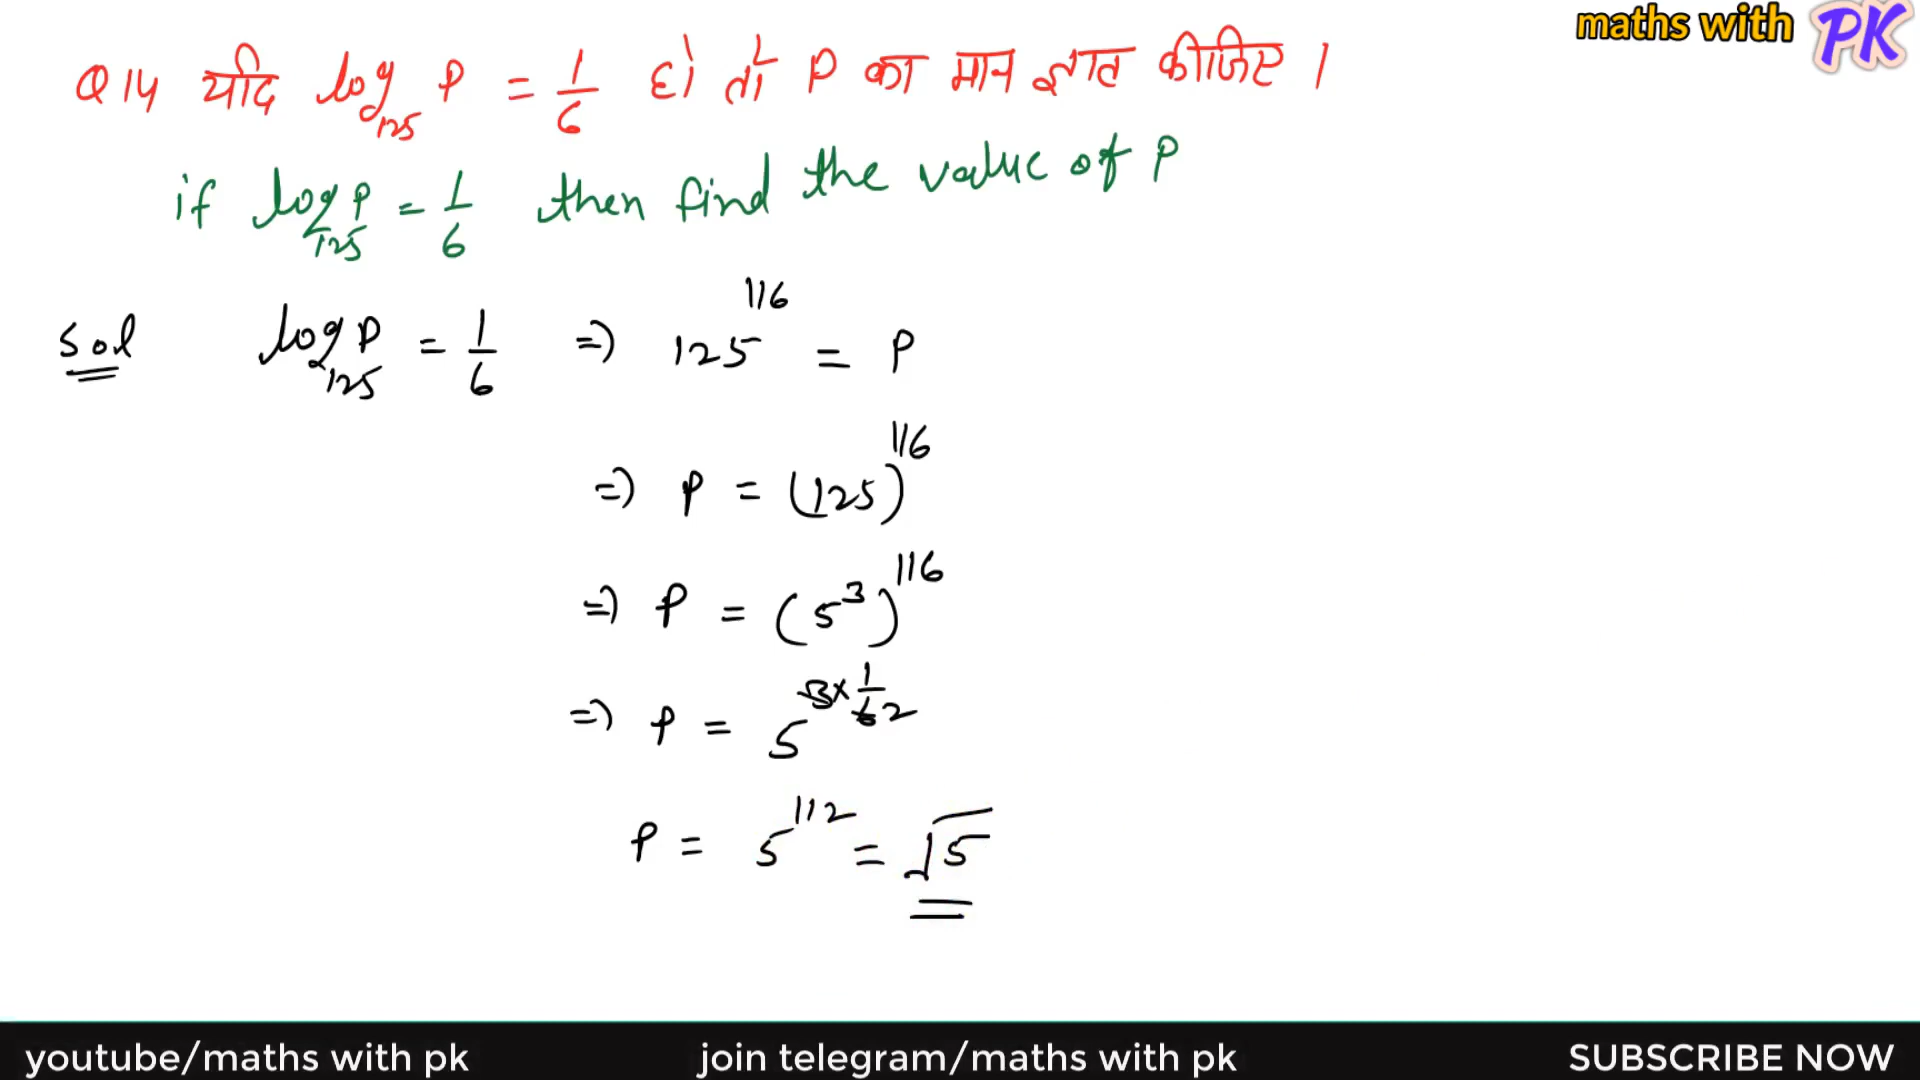 maths with PK
Q14 यदि log₁₂₅ P = 1/6 हो तो P का मान ज्ञात कीजिए ।
if log₁₂₅ P = 1/6 then find the value of P
Sol log₁₂₅ P = 1/6 => 125^1/6 = P
=> P = (125)^1/6
=> P = (5³)^1/6
=> P = 5^3×1/6 2
P = 5^1/2 = √5
youtube/maths with pk join telegram/maths with pk SUBSCRIBE NOW